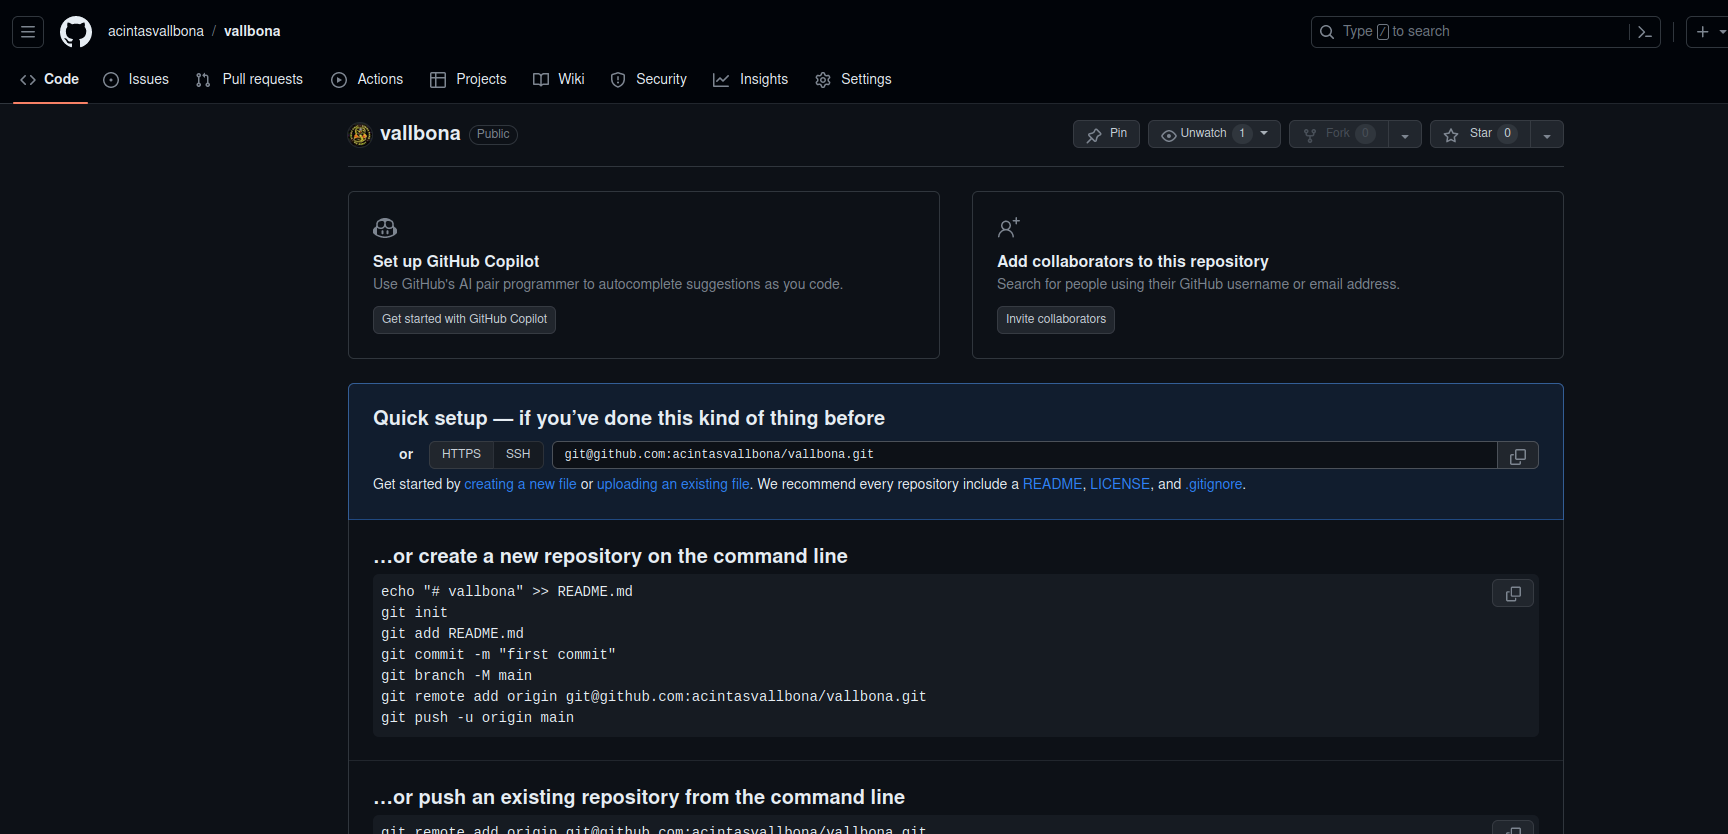 acintasvallbona / vallbona
Type / to search
Code Issues Pull requests Actions Projects Wiki Security Insights Settings
vallbona Public
Pin Unwatch 1 Fork 0 Star 0
Set up GitHub Copilot
Use GitHub's AI pair programmer to autocomplete suggestions as you code.
Get started with GitHub Copilot
Add collaborators to this repository
Search for people using their GitHub username or email address.
Invite collaborators
Quick setup — if you’ve done this kind of thing before
or HTTPS SSH git@github.com:acintasvallbona/vallbona.git
Get started by creating a new file or uploading an existing file. We recommend every repository include a README, LICENSE, and .gitignore.
…or create a new repository on the command line
echo "# vallbona" >> README.md
git init
git add README.md
git commit -m "first commit"
git branch -M main
git remote add origin git@github.com:acintasvallbona/vallbona.git
git push -u origin main
…or push an existing repository from the command line
git remote add origin git@github.com:acintasvallbona/vallbona.git